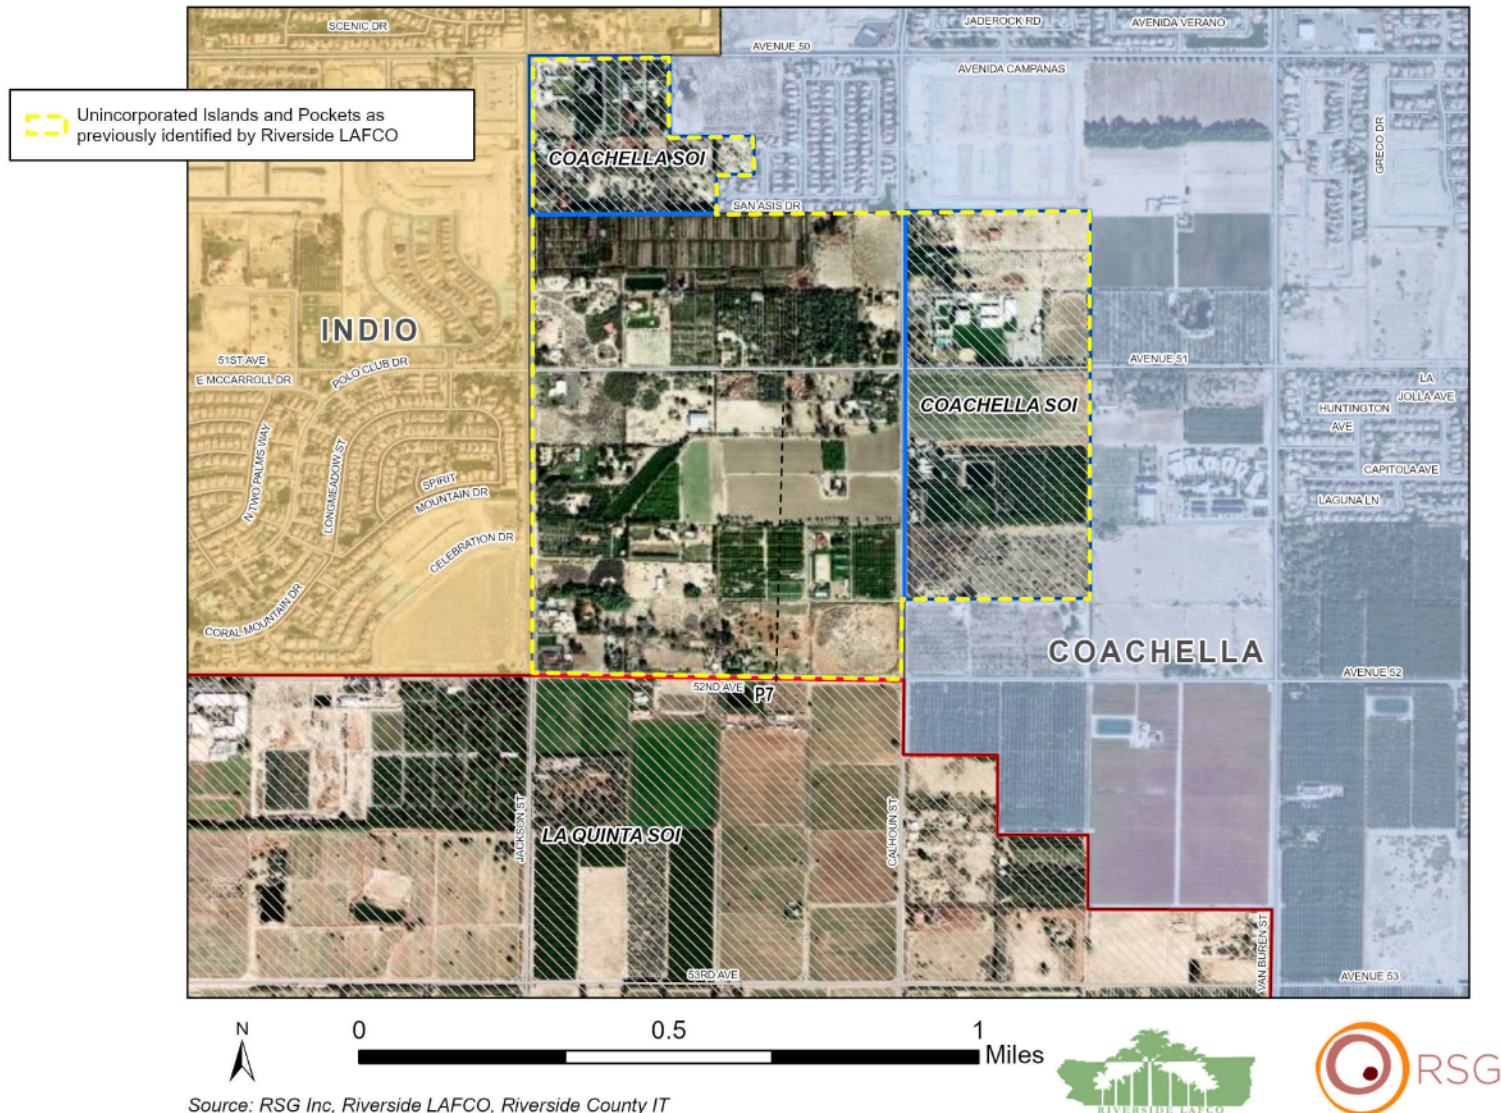 SCENIC DR
JADEROCK RD
AVENIDA VERANO
AVENUE 50
AVENIDA CAMPANAS
Unincorporated Islands and Pockets as
previously identified by Riverside LAFCO
GRECO DR
COACHELLA SOI
SAN ASIS DR
INDIO
51ST AVE
POLO CLUB DR
AVENUE 51
E MCCARROLL DR
LA
JOLLA AVE
COACHELLA SOI
HUNTINGTON
AVE
N TWO PALMS WAY
LONGMEADOW ST
CAPITOLA AVE
SPIRIT
MOUNTAIN DR
LAGUNA LN
CELEBRATION DR
CORAL MOUNTAIN DR
COACHELLA
AVENUE 52
52ND AVE
P7
JACKSON ST
LA QUINTA SOI
CALHOUN ST
VAN BUREN ST
53RD AVE
AVENUE 53
N
0
0.5
1
Miles
RSG
RIVERSIDE LAFCO
Source: RSG Inc, Riverside LAFCO, Riverside County IT